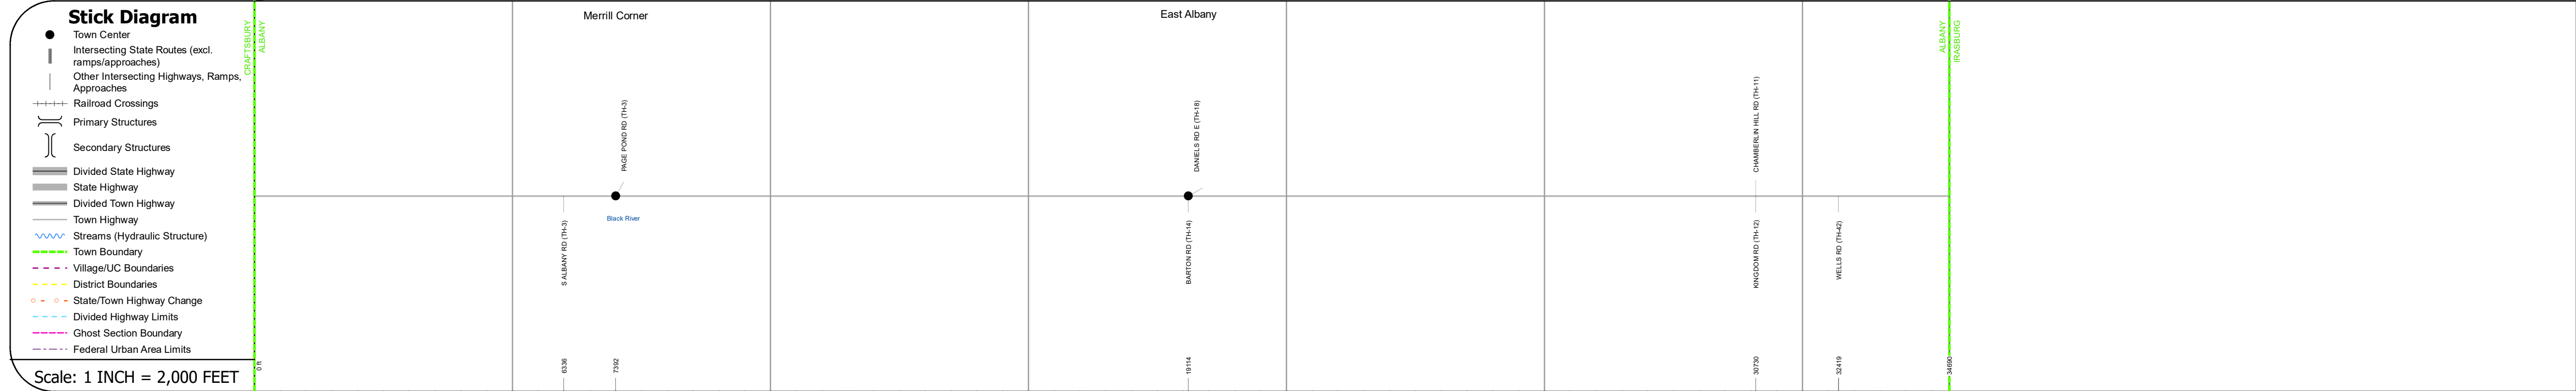 Stick Diagram
Town Center
Intersecting State Routes (excl.
ramps/approaches)
Other Intersecting Highways, Ramps,
Approaches
Railroad Crossings
Primary Structures
Secondary Structures
Divided State Highway
State Highway
Divided Town Highway
Town Highway
Streams (Hydraulic Structure)
Town Boundary
Village/UC Boundaries
District Boundaries
State/Town Highway Change
Divided Highway Limits
Ghost Section Boundary
Federal Urban Area Limits
Scale: 1 INCH = 2,000 FEET
CRAFTSBURY
ALBANY
0 ft
Merrill Corner
PAGE POND RD (TH-3)
Black River
S ALBANY RD (TH-3)
6336
7392
East Albany
DANIELS RD E (TH-18)
BARTON RD (TH-14)
19114
CHAMBERLIN HILL RD (TH-11)
KINGDOM RD (TH-12)
30730
WELLS RD (TH-42)
32419
ALBANY
IRASBURG
34690